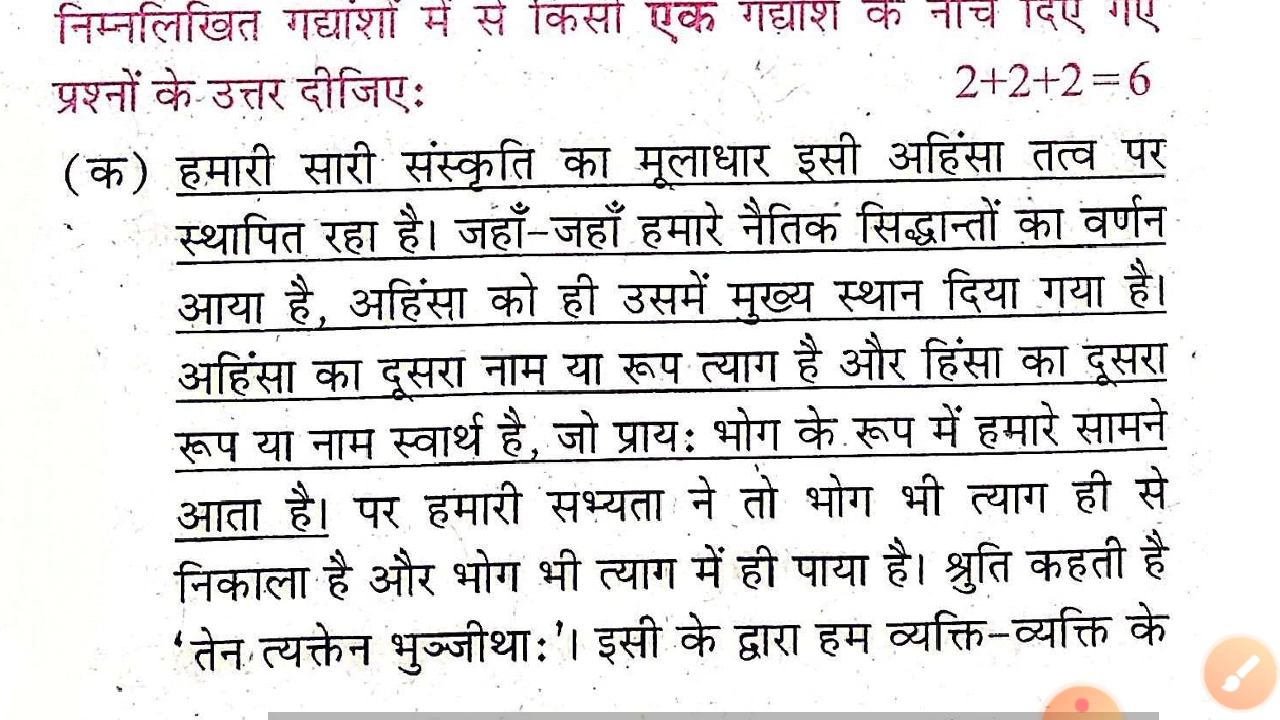 निम्नलिखित गद्यांशों में से किसी एक गद्यांश के नीचे दिए गए
प्रश्नों के उत्तर दीजिए: 2+2+2=6
(क) हमारी सारी संस्कृति का मूलाधार इसी अहिंसा तत्व पर
स्थापित रहा है। जहाँ-जहाँ हमारे नैतिक सिद्धान्तों का वर्णन
आया है, अहिंसा को ही उसमें मुख्य स्थान दिया गया है।
अहिंसा का दूसरा नाम या रूप त्याग है और हिंसा का दूसरा
रूप या नाम स्वार्थ है, जो प्राय: भोग के रूप में हमारे सामने
आता है। पर हमारी सभ्यता ने तो भोग भी त्याग ही से
निकाला है और भोग भी त्याग में ही पाया है। श्रुति कहती है
‘तेन त्यक्तेन भुञ्जीथा:’। इसी के द्वारा हम व्यक्ति-व्यक्ति के